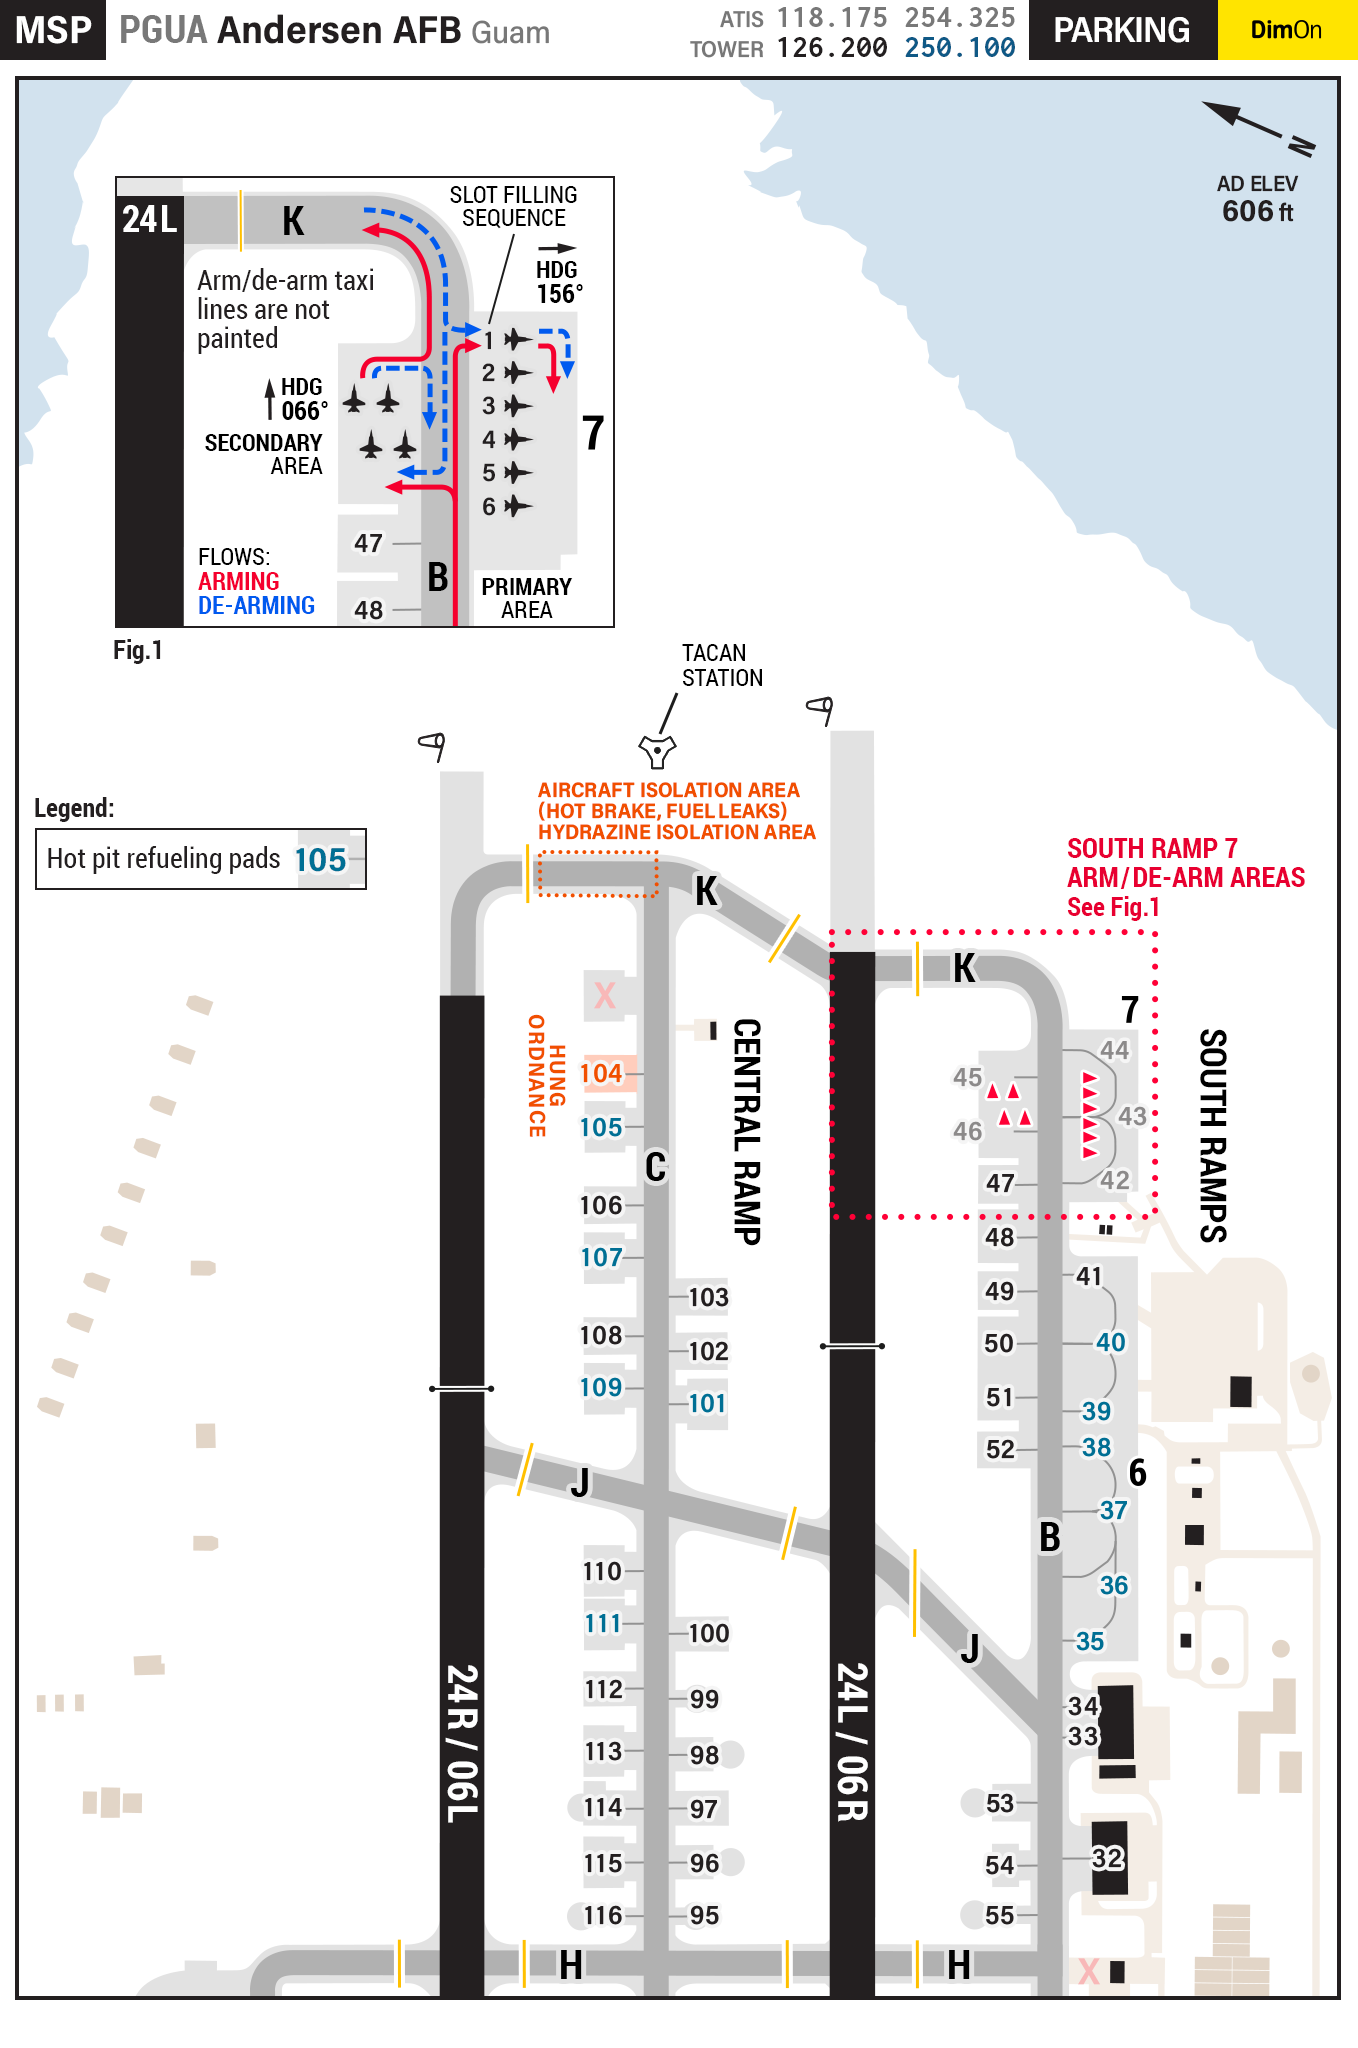 MSP
PGUA Andersen AFB Guam
ATIS 118.175 254.325
TOWER 126.200 250.100
PARKING
DimOn
N
AD ELEV
606 ft
24L
K
SLOT FILLING
SEQUENCE
HDG
156°
Arm/de-arm taxi
lines are not
painted
1
2
3
4
5
6
7
HDG
066°
SECONDARY
AREA
47
48
B
FLOWS:
ARMING
DE-ARMING
PRIMARY
AREA
Fig.1
TACAN
STATION
Legend:
Hot pit refueling pads 105
AIRCRAFT ISOLATION AREA
(HOT BRAKE, FUEL LEAKS)
HYDRAZINE ISOLATION AREA
SOUTH RAMP 7
ARM/DE-ARM AREAS
See Fig.1
K
K
X
HUNG
ORDNANCE
104
105
C
106
107
108
109
103
102
101
CENTRAL RAMP
7
44
43
42
45
46
47
48
49
50
51
52
SOUTH RAMPS
41
40
39
38
6
37
36
35
B
J
J
110
111
112
113
114
115
116
100
99
98
97
96
95
24R / 06L
24L / 06R
34
33
53
54
55
32
H
H
X